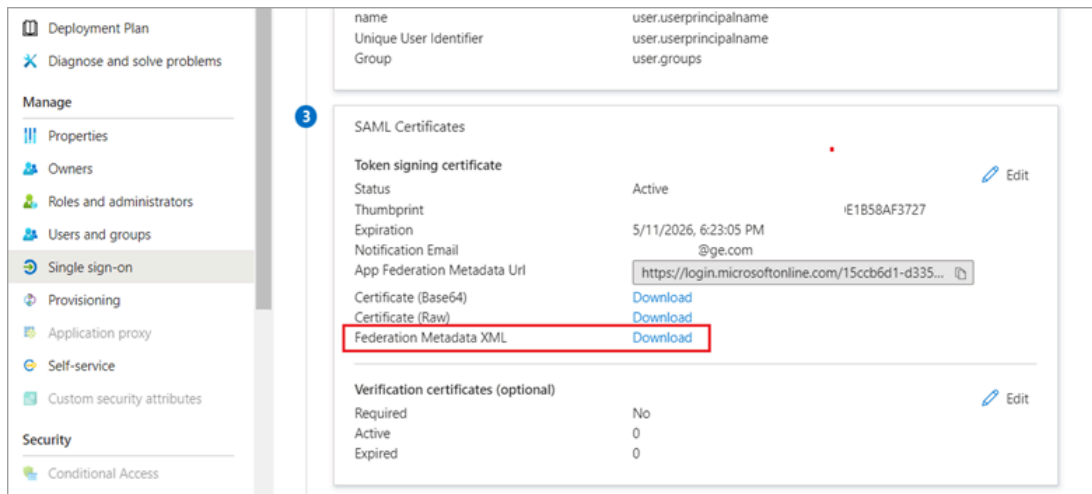 Deployment Plan
Diagnose and solve problems
Manage
Properties
Owners
Roles and administrators
Users and groups
Single sign-on
Provisioning
Application proxy
Self-service
Custom security attributes
Security
Conditional Access
name user.userprincipalname
Unique User Identifier user.userprincipalname
Group user.groups
3
SAML Certificates
Token signing certificate
Edit
Status Active
Thumbprint E1B58AF3727
Expiration 5/11/2026, 6:23:05 PM
Notification Email @ge.com
App Federation Metadata Url https://login.microsoftonline.com/15ccb6d1-d335...
Certificate (Base64) Download
Certificate (Raw) Download
Federation Metadata XML Download
Verification certificates (optional)
Edit
Required No
Active 0
Expired 0